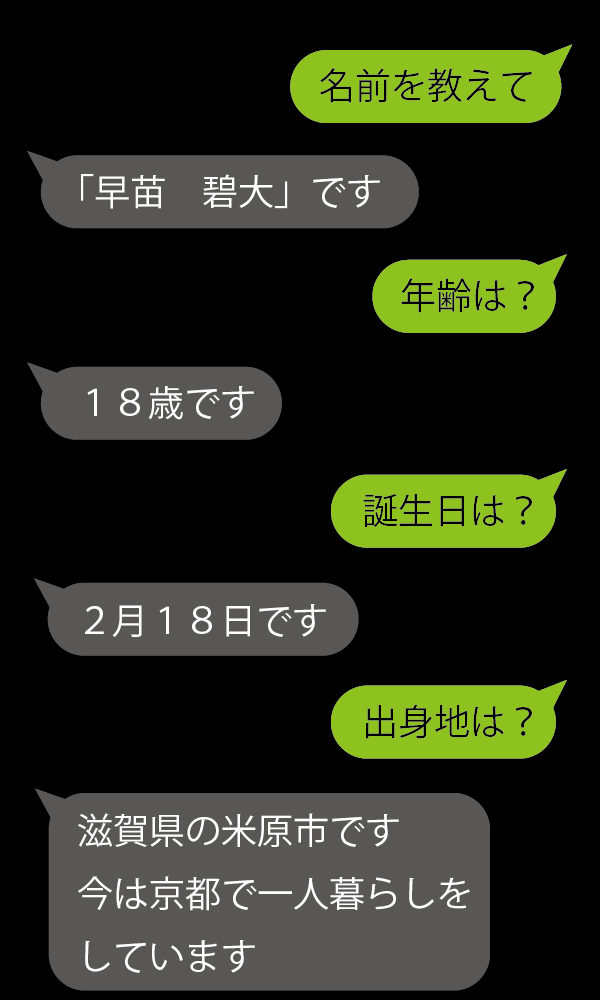 名前を教えて
「早苗　碧大」です
年齢は？
１８歳です
誕生日は？
２月１８日です
出身地は？
滋賀県の米原市です
今は京都で一人暮らしを
しています